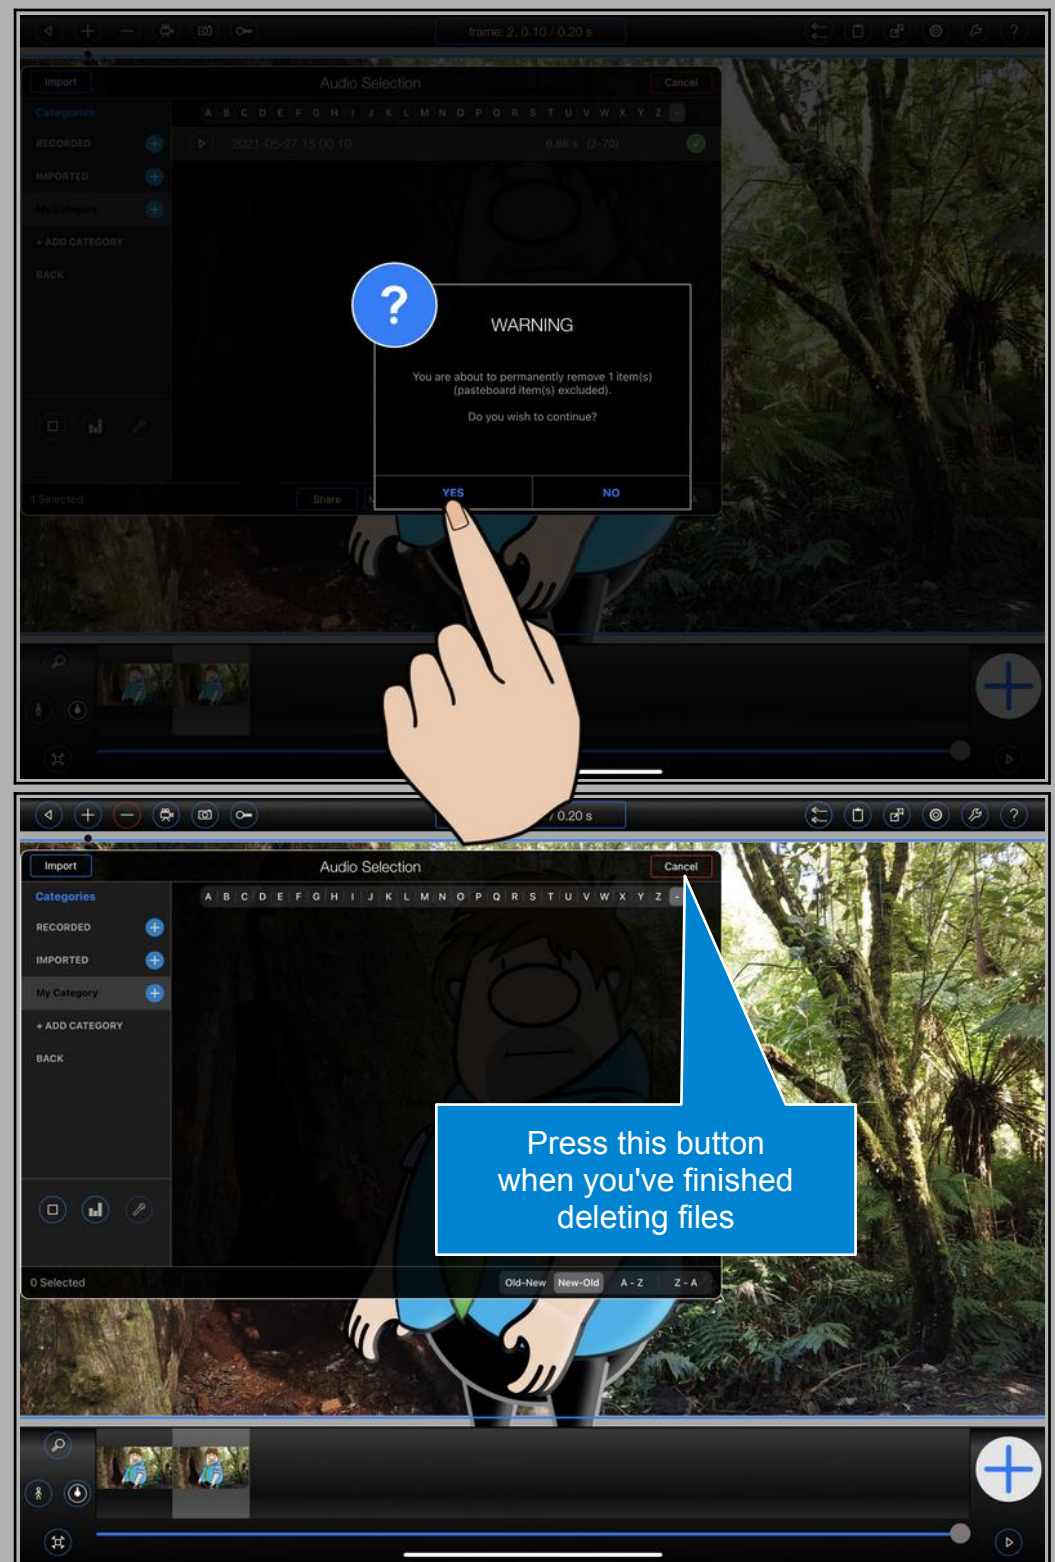 frame: 2, 0.10 / 0.20 s
Import
Audio Selection
Cancel
Categories
A B C D E F G H I J K L M N O P Q R S T U V W X Y Z -
RECORDED
2021-05-27 15 00 19
6.88 s (2-70)
IMPORTED
My Category
+ ADD CATEGORY
BACK
?
WARNING
You are about to permanently remove 1 item(s)
(pasteboard item(s) excluded).
Do you wish to continue?
YES
NO
1 Selected
Share
/ 0.20 s
?
Import
Audio Selection
Cancel
Categories
A B C D E F G H I J K L M N O P Q R S T U V W X Y Z -
RECORDED
IMPORTED
My Category
+ ADD CATEGORY
BACK
Press this button
when you've finished
deleting files
0 Selected
Old-New New-Old A - Z Z - A